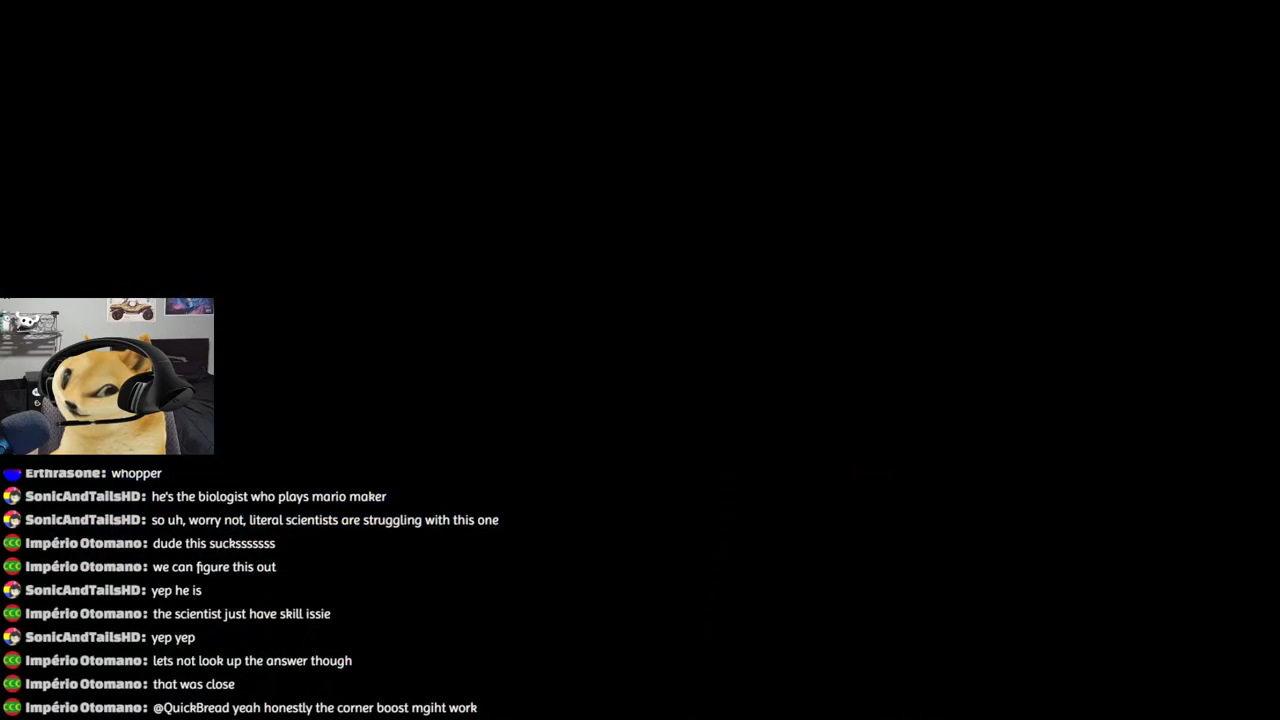 Erthrasone: whopper
SonicAndTailsHD: he's the biologist who plays mario maker
SonicAndTailsHD: so uh, worry not, literal scientists are struggling with this one
Império Otomano: dude this sucksssssss
Império Otomano: we can figure this out
SonicAndTailsHD: yep he is
Império Otomano: the scientist just have skill issie
SonicAndTailsHD: yep yep
Império Otomano: lets not look up the answer though
Império Otomano: that was close
Império Otomano: @QuickBread yeah honestly the corner boost mgiht work